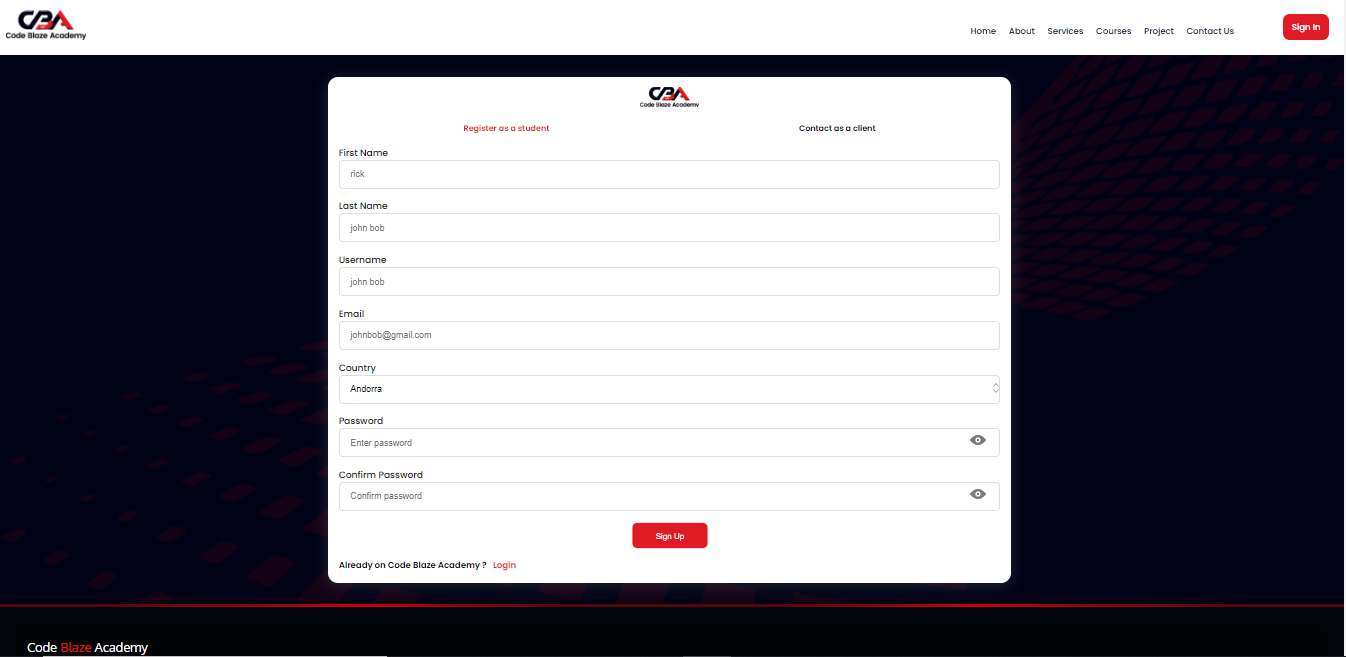 CBA
Code Blaze Academy
Home About Services Courses Project Contact Us
Sign In
CBA
Code Blaze Academy
Register as a student Contact as a client
First Name
rick
Last Name
john bob
Username
john bob
Email
johnbob@gmail.com
Country
Andorra
Password
Enter password
Confirm Password
Confirm password
Sign Up
Already on Code Blaze Academy ? Login
Code Blaze Academy